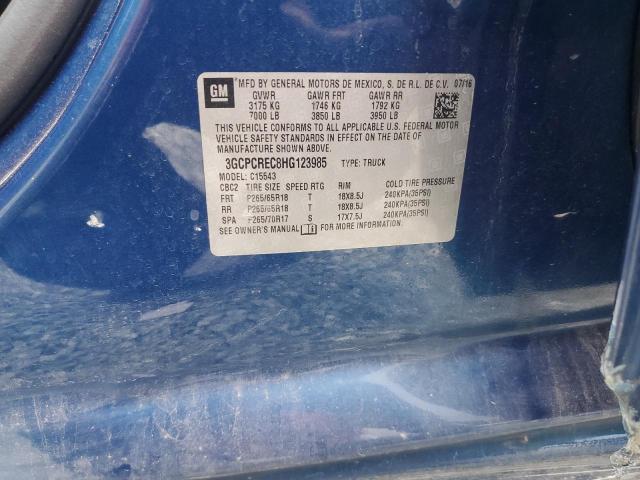 GM
MFD BY GENERAL MOTORS DE MEXICO, S. DE R.L. DE C.V. 07/16
GVWR GAWR FRT GAWR RR
3175 KG 1746 KG 1792 KG
7000 LB 3850 LB 3950 LB
THIS VEHICLE CONFORMS TO ALL APPLICABLE U.S. FEDERAL MOTOR
VEHICLE SAFETY STANDARDS IN EFFECT ON THE DATE OF
MANUFACTURE SHOWN ABOVE.
3GCPCREC8HG123985 TYPE: TRUCK
MODEL: C15543
CBC2 TIRE SIZE SPEED RTG RIM COLD TIRE PRESSURE
FRT P265/65R18 T 18X8.5J 240KPA(35PSI)
RR P265/65R18 T 18X8.5J 240KPA(35PSI)
SPA P265/70R17 S 17X7.5J 240KPA(35PSI)
SEE OWNER'S MANUAL FOR MORE INFORMATION.